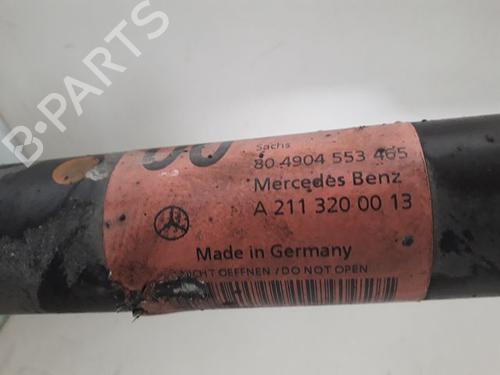 B-PARTS
Sachs
80 4904 553 465
Mercedes Benz
A 211 320 00 13
Made in Germany
NICHT OEFFNEN / DO NOT OPEN